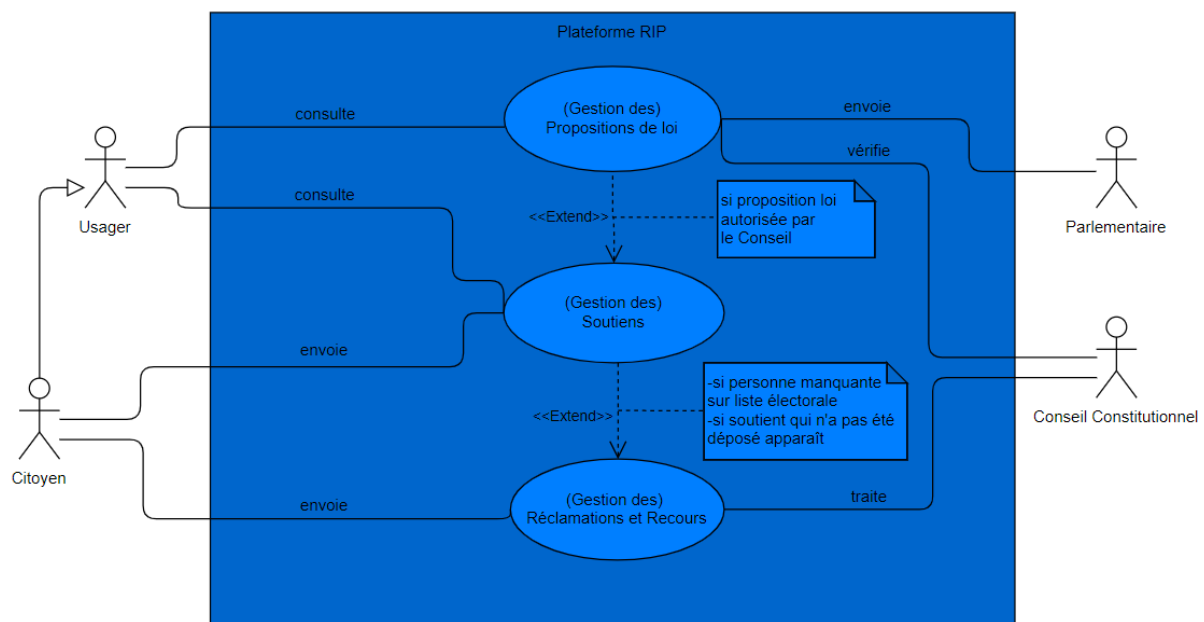 Plateforme RIP
(Gestion des)
Propositions de loi
consulte
envoie
vérifie
Usager
consulte
<<Extend>>
si proposition loi
autorisée par
le Conseil
Parlementaire
(Gestion des)
Soutiens
envoie
<<Extend>>
-si personne manquante
sur liste électorale
-si soutient qui n'a pas été
déposé apparaît
Conseil Constitutionnel
Citoyen
envoie
(Gestion des)
Réclamations et Recours
traite